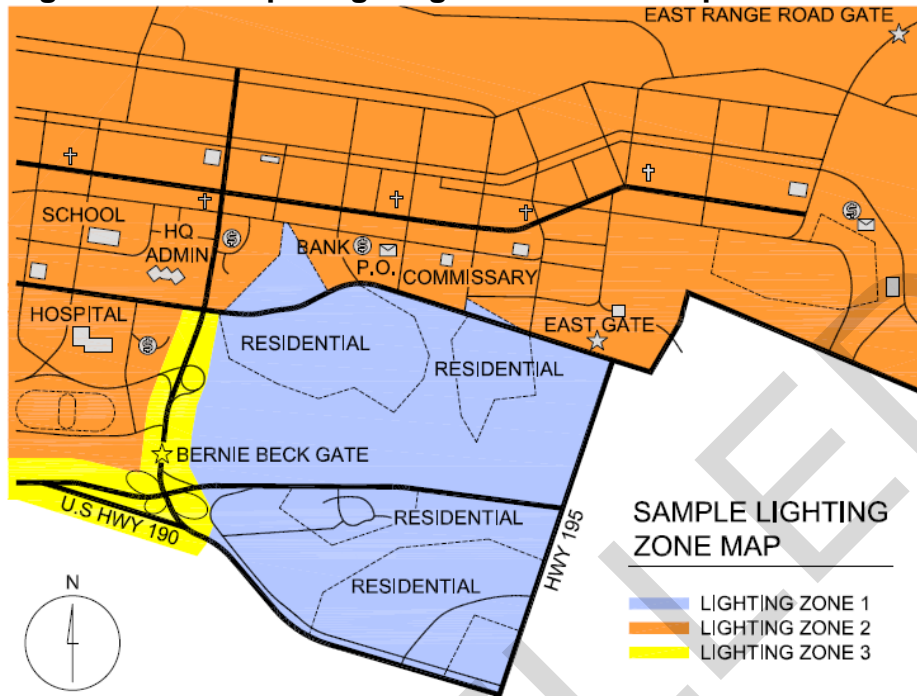 EAST RANGE ROAD GATE
SCHOOL
HQ
ADMIN
BANK
P.O.
COMMISSARY
HOSPITAL
RESIDENTIAL
EAST GATE
RESIDENTIAL
BERNIE BECK GATE
U.S HWY 190
RESIDENTIAL
RESIDENTIAL
HWY 195
N
SAMPLE LIGHTING
ZONE MAP
LIGHTING ZONE 1
LIGHTING ZONE 2
LIGHTING ZONE 3